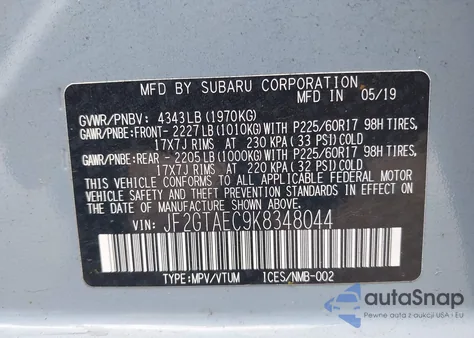 MFD BY SUBARU CORPORATION
05/19
GVWR/PNBV: 4343LB (1970KG)
GAWR/PNBE:FRONT- 2227LB(1010KG)WITH P225/60R17 98H TIRES,
17X7J RIMS AT 230 KPA (33 PSI)COLD
GAWR/PNBE:REAR - 2205LB(1000KG)WITH P225/60R17 98H TIRES,
17X7J RIMS AT 220 KPA (32 PSI)COLD
THIS VEHICLE CONFORMS TO ALL APPLICABLE FEDERAL MOTOR VEHICLE
SAFETY AND THEFT PREVENTION STANDARDS IN EFFECT ON THE DATE OF
MANUFACTURE SHOWN ABOVE.
VIN: JF2GTAEC9K8348044
TYPE:MPV/VTUM ICES/NMB-002
autoSnap
Pewne auta z USA i EU